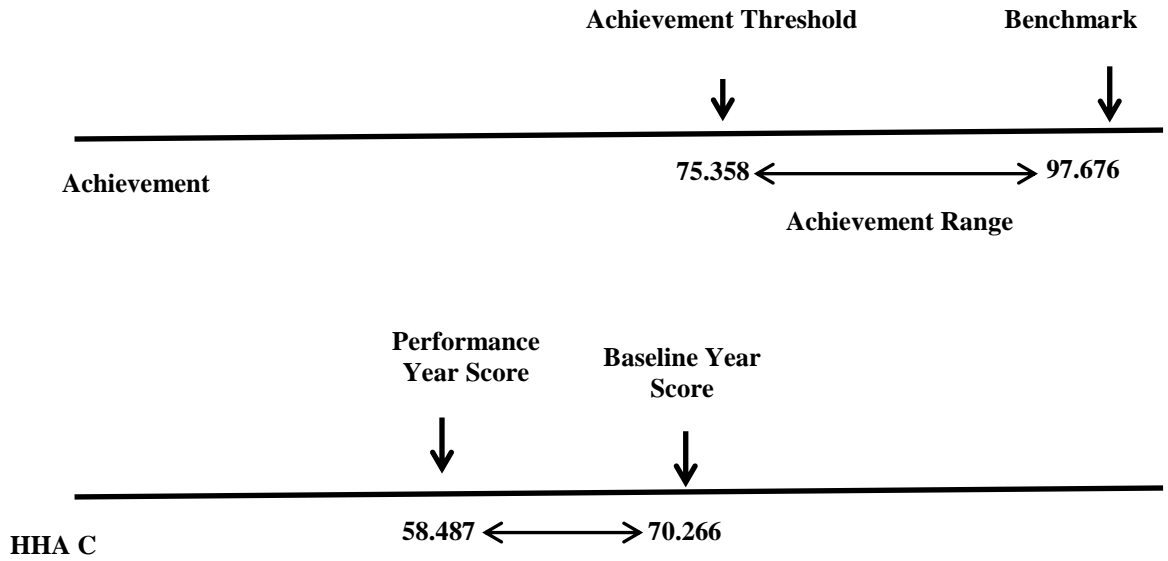 Achievement Threshold
Benchmark
75.358
97.676
Achievement
Achievement Range
Performance
Year Score
Baseline Year
Score
58.487
70.266
HHA C